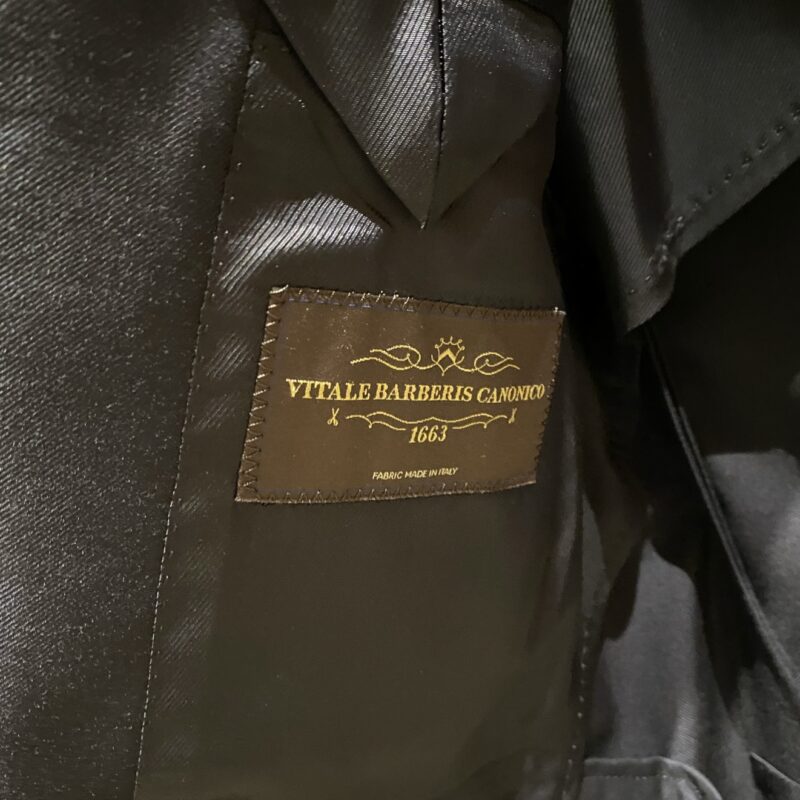 VITALE BARBERIS CANONICO
1663
FABRIC MADE IN ITALY